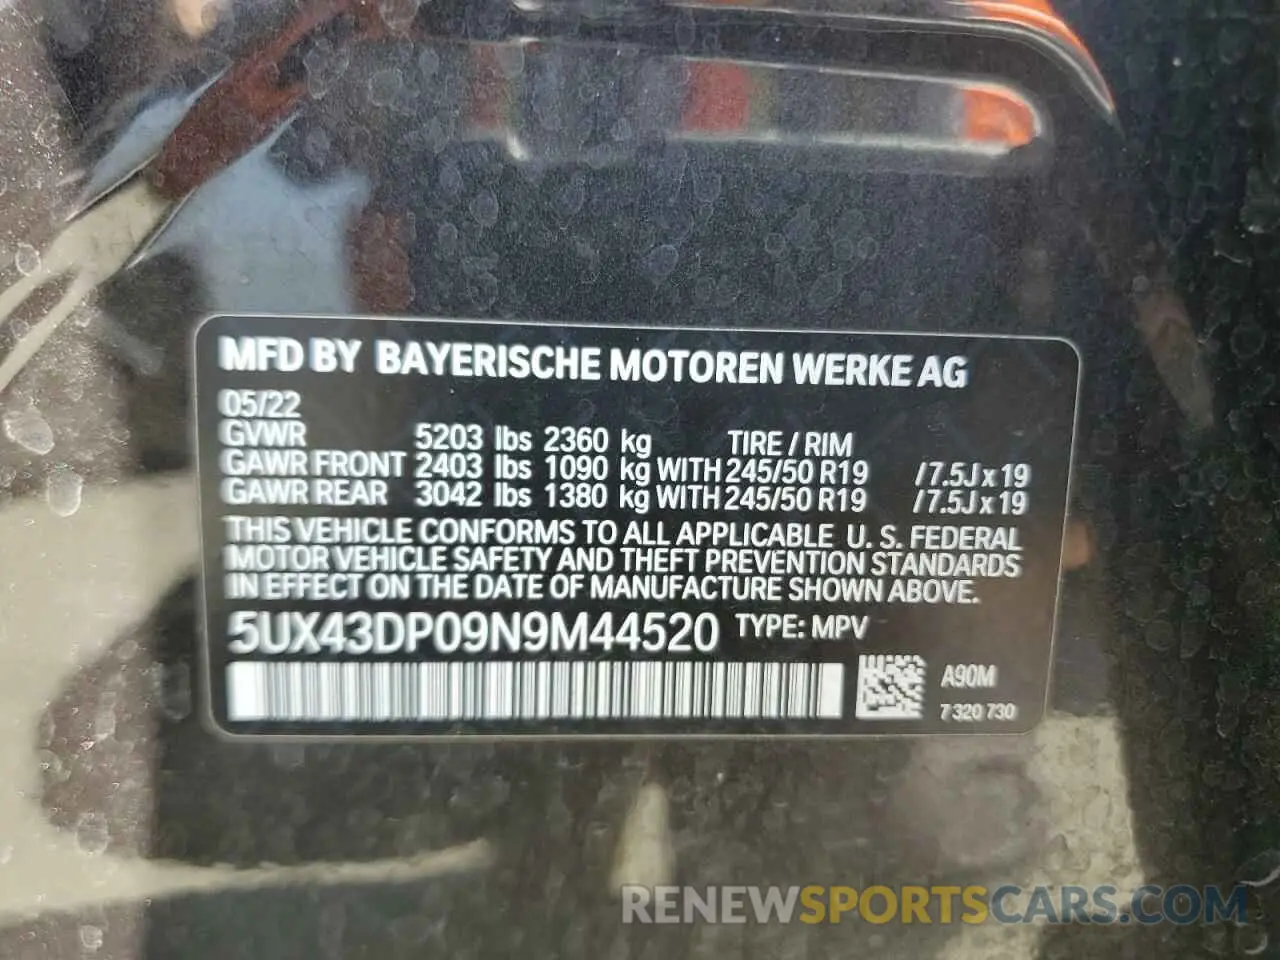 MFD BY BAYERISCHE MOTOREN WERKE AG
05/22
GVWR 5203 lbs 2360 kg TIRE / RIM
GAWR FRONT 2403 lbs 1090 kg WITH 245/50 R19 /7.5J x 19
GAWR REAR 3042 lbs 1380 kg WITH 245/50 R19 /7.5J x 19
THIS VEHICLE CONFORMS TO ALL APPLICABLE U. S. FEDERAL
MOTOR VEHICLE SAFETY AND THEFT PREVENTION STANDARDS
IN EFFECT ON THE DATE OF MANUFACTURE SHOWN ABOVE.
5UX43DP09N9M44520 TYPE: MPV
A90M
7 320 730
RENEWSPORTSCARS.COM